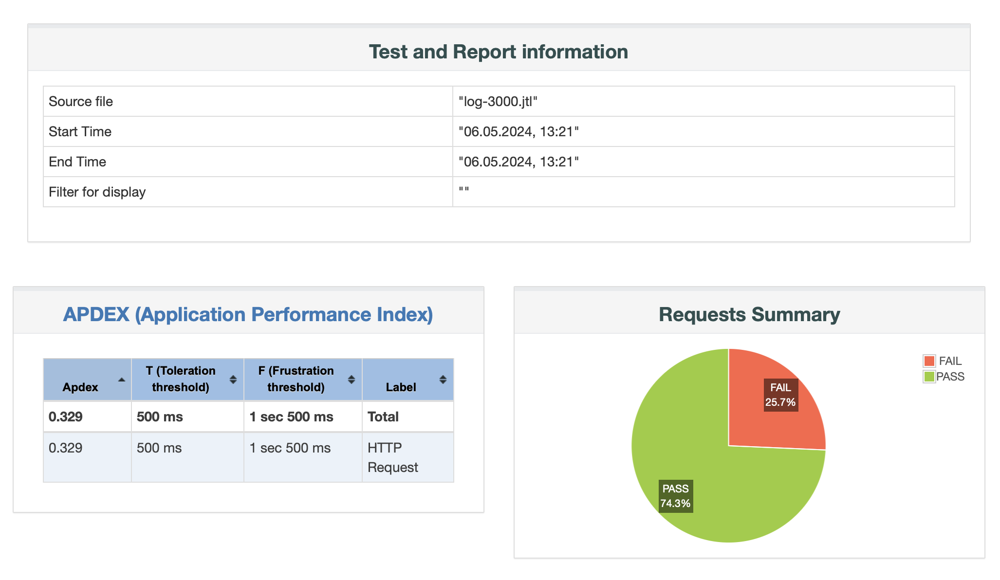 Test and Report information
Source file "log-3000.jtl"
Start Time "06.05.2024, 13:21"
End Time "06.05.2024, 13:21"
Filter for display ""
APDEX (Application Performance Index)
Apdex T (Toleration threshold) F (Frustration threshold) Label
0.329 500 ms 1 sec 500 ms Total
0.329 500 ms 1 sec 500 ms HTTP
Request
Requests Summary
FAIL
PASS
FAIL
25.7%
PASS
74.3%